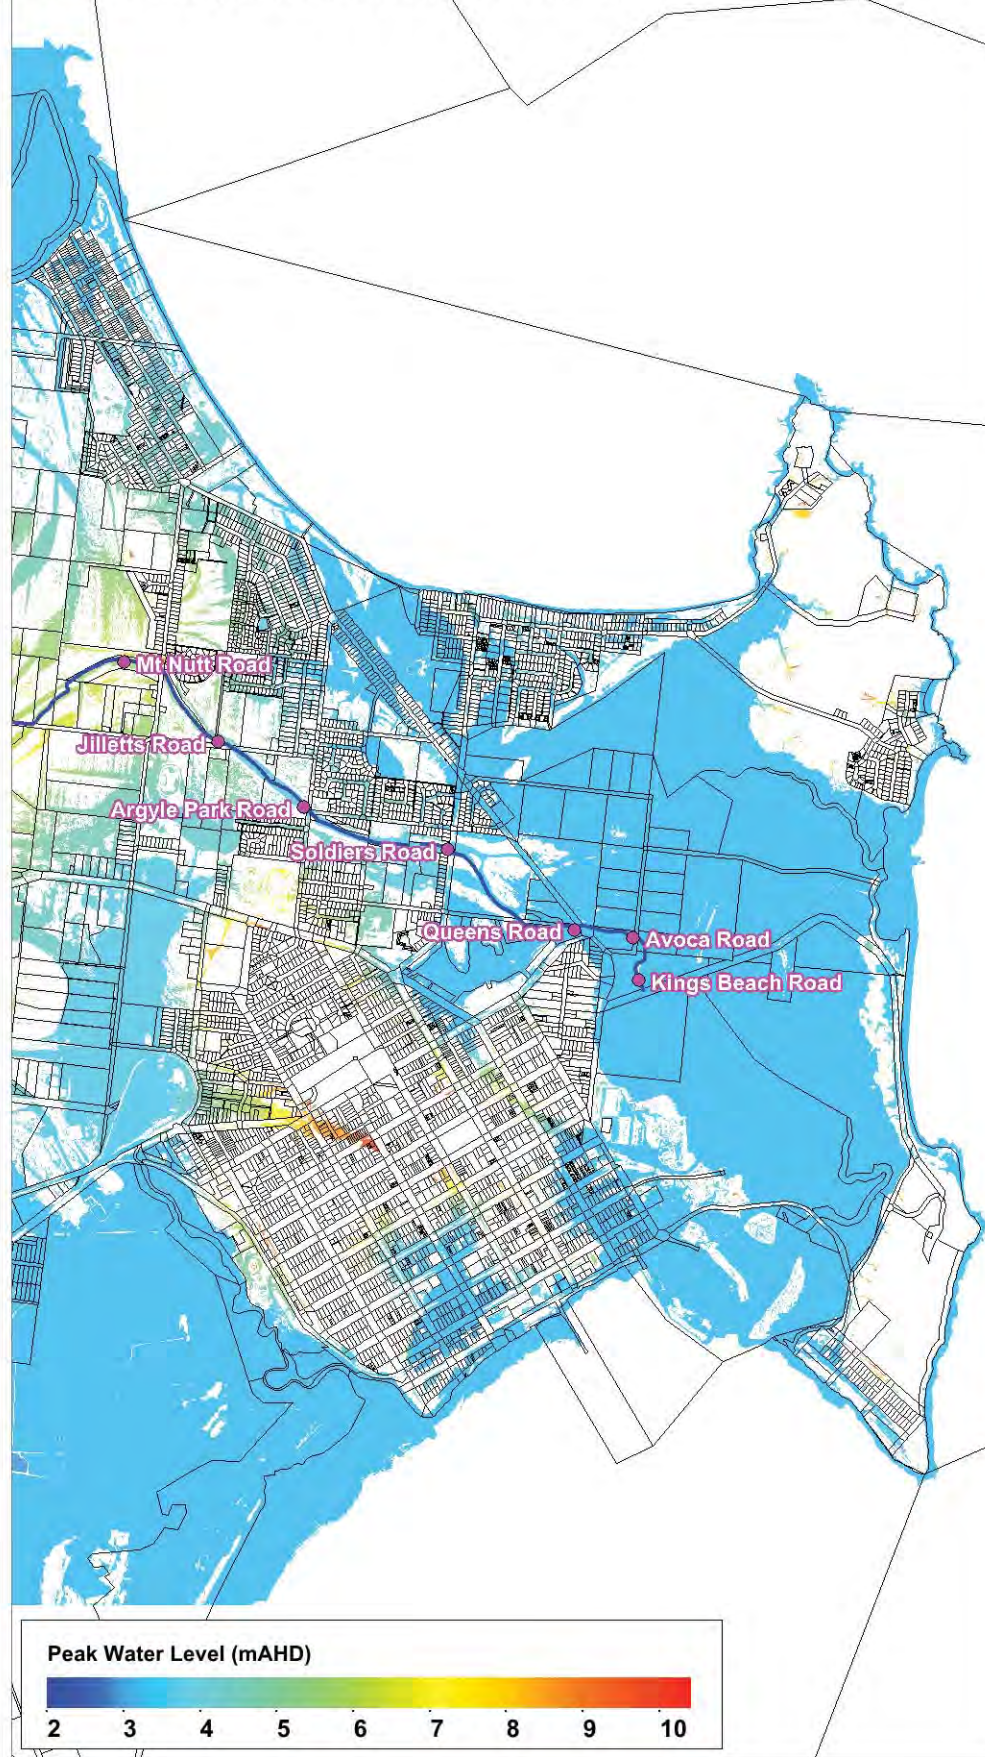 Mt Nutt Road
Jilletts Road
Argyle Park Road
Soldiers Road
Queens Road
Avoca Road
Kings Beach Road
Peak Water Level (mAHD)
2 3 4 5 6 7 8 9 10